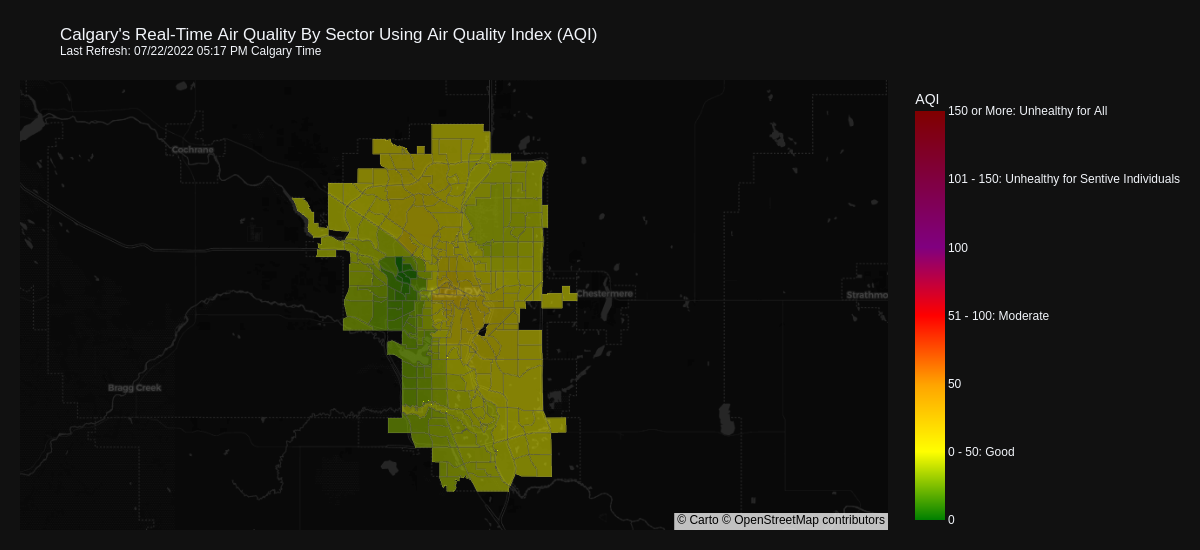 Calgary's Real-Time Air Quality By Sector Using Air Quality Index (AQI)
Last Refresh: 07/22/2022 05:17 PM Calgary Time
AQI
150 or More: Unhealthy for All
101 - 150: Unhealthy for Sentive Individuals
100
51 - 100: Moderate
50
0 - 50: Good
0
Cochrane
CALGARY
Chestermere
Strathmo
Bragg Creek
© Carto © OpenStreetMap contributors